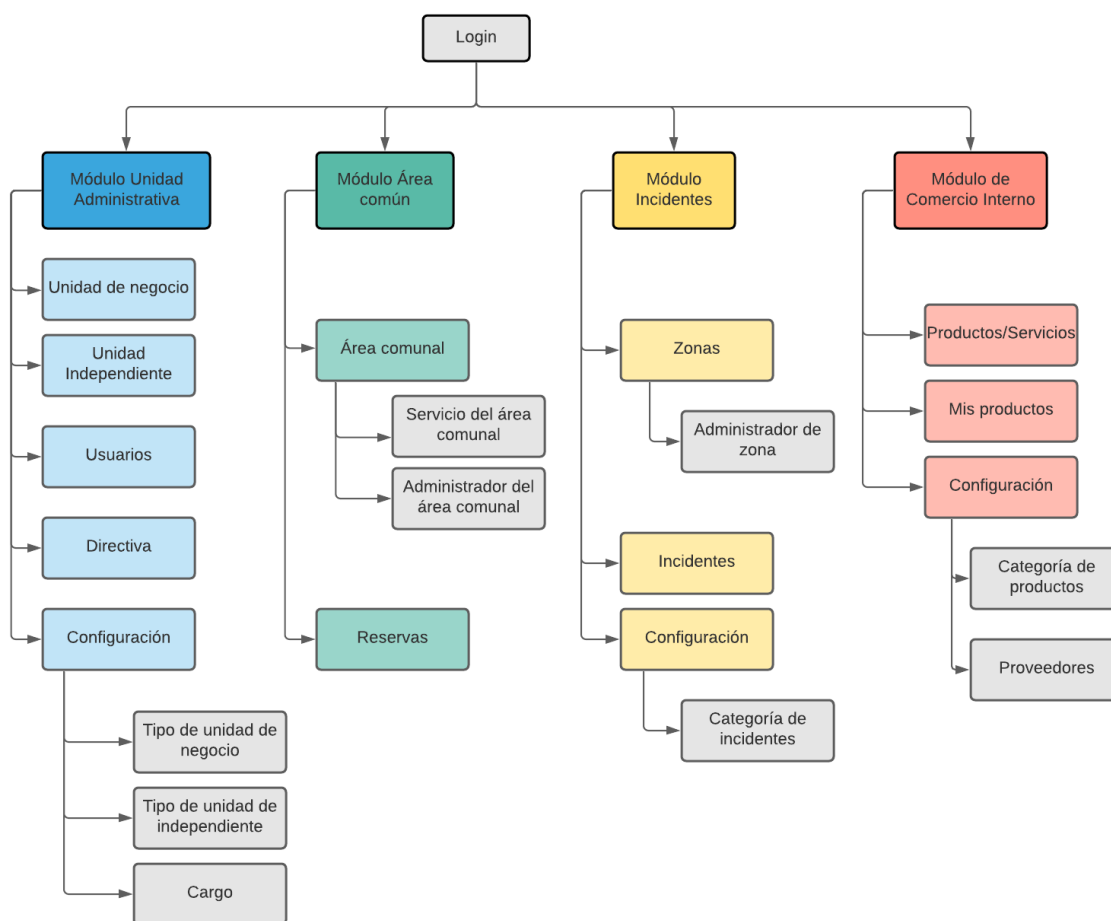 Login
Módulo Unidad
Administrativa
Unidad de negocio
Unidad
Independiente
Usuarios
Directiva
Configuración
Tipo de unidad de
negocio
Tipo de unidad de
independiente
Cargo
Módulo Área
común
Área comunal
Servicio del área
comunal
Administrador del
área comunal
Reservas
Módulo
Incidentes
Zonas
Administrador de
zona
Incidentes
Configuración
Categoría de
incidentes
Módulo de
Comercio Interno
Productos/Servicios
Mis productos
Configuración
Categoría de
productos
Proveedores